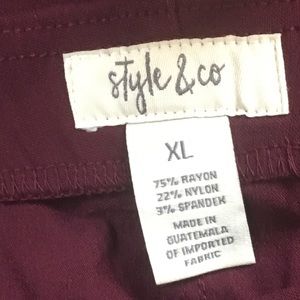 style & co
XL
75% RAYON
22% NYLON
3% SPANDEX
MADE IN
GUATEMALA
OF IMPORTED
FABRIC